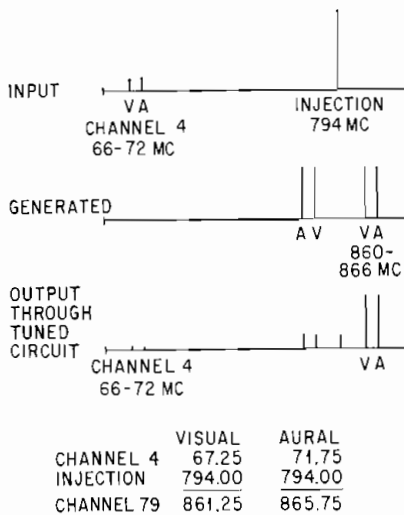 INPUT
V A
CHANNEL 4
66-72 MC
INJECTION
794 MC
GENERATED
A V
V A
860-
866 MC
OUTPUT
THROUGH
TUNED
CIRCUIT
CHANNEL 4
66-72 MC
V A
VISUAL AURAL
CHANNEL 4 67.25 71.75
INJECTION 794.00 794.00
CHANNEL 79 861.25 865.75